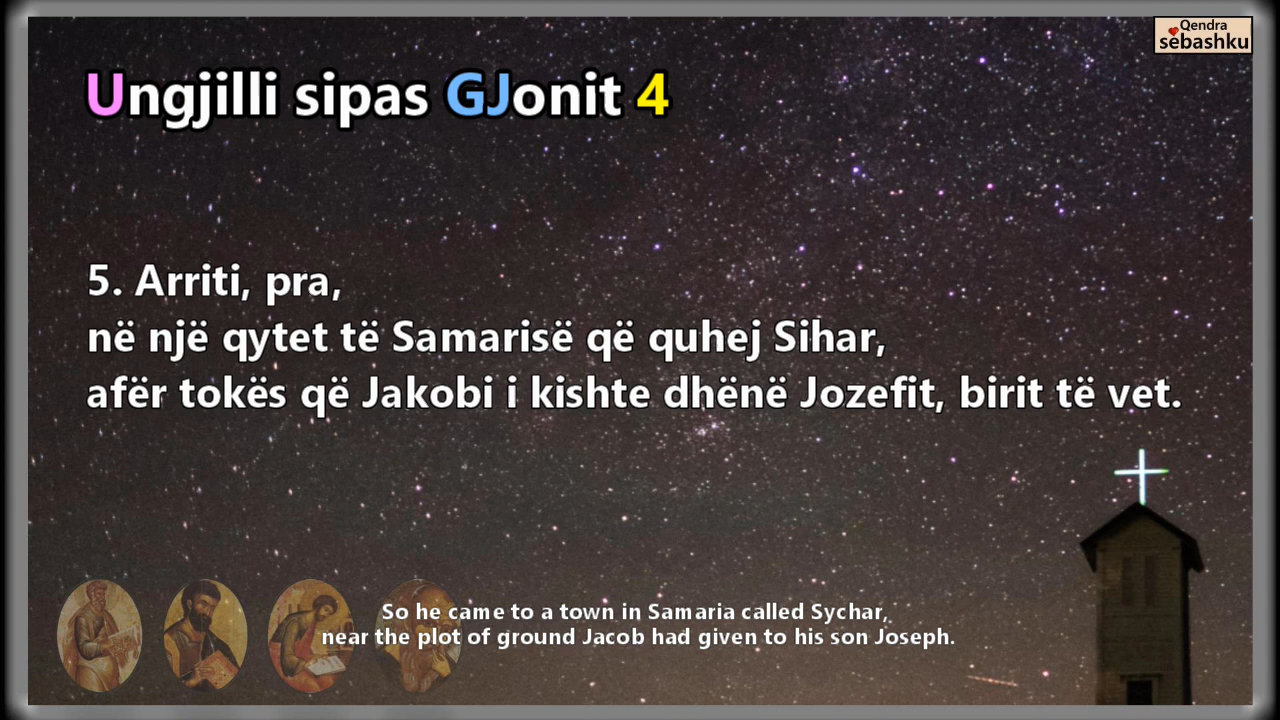 Qendra
sebashku
Ungjilli sipas GJonit 4
5. Arriti, pra,
në një qytet të Samarisë që quhej Sihar,
afër tokës që Jakobi i kishte dhënë Jozefit, birit të vet.
So he came to a town in Samaria called Sychar,
near the plot of ground Jacob had given to his son Joseph.